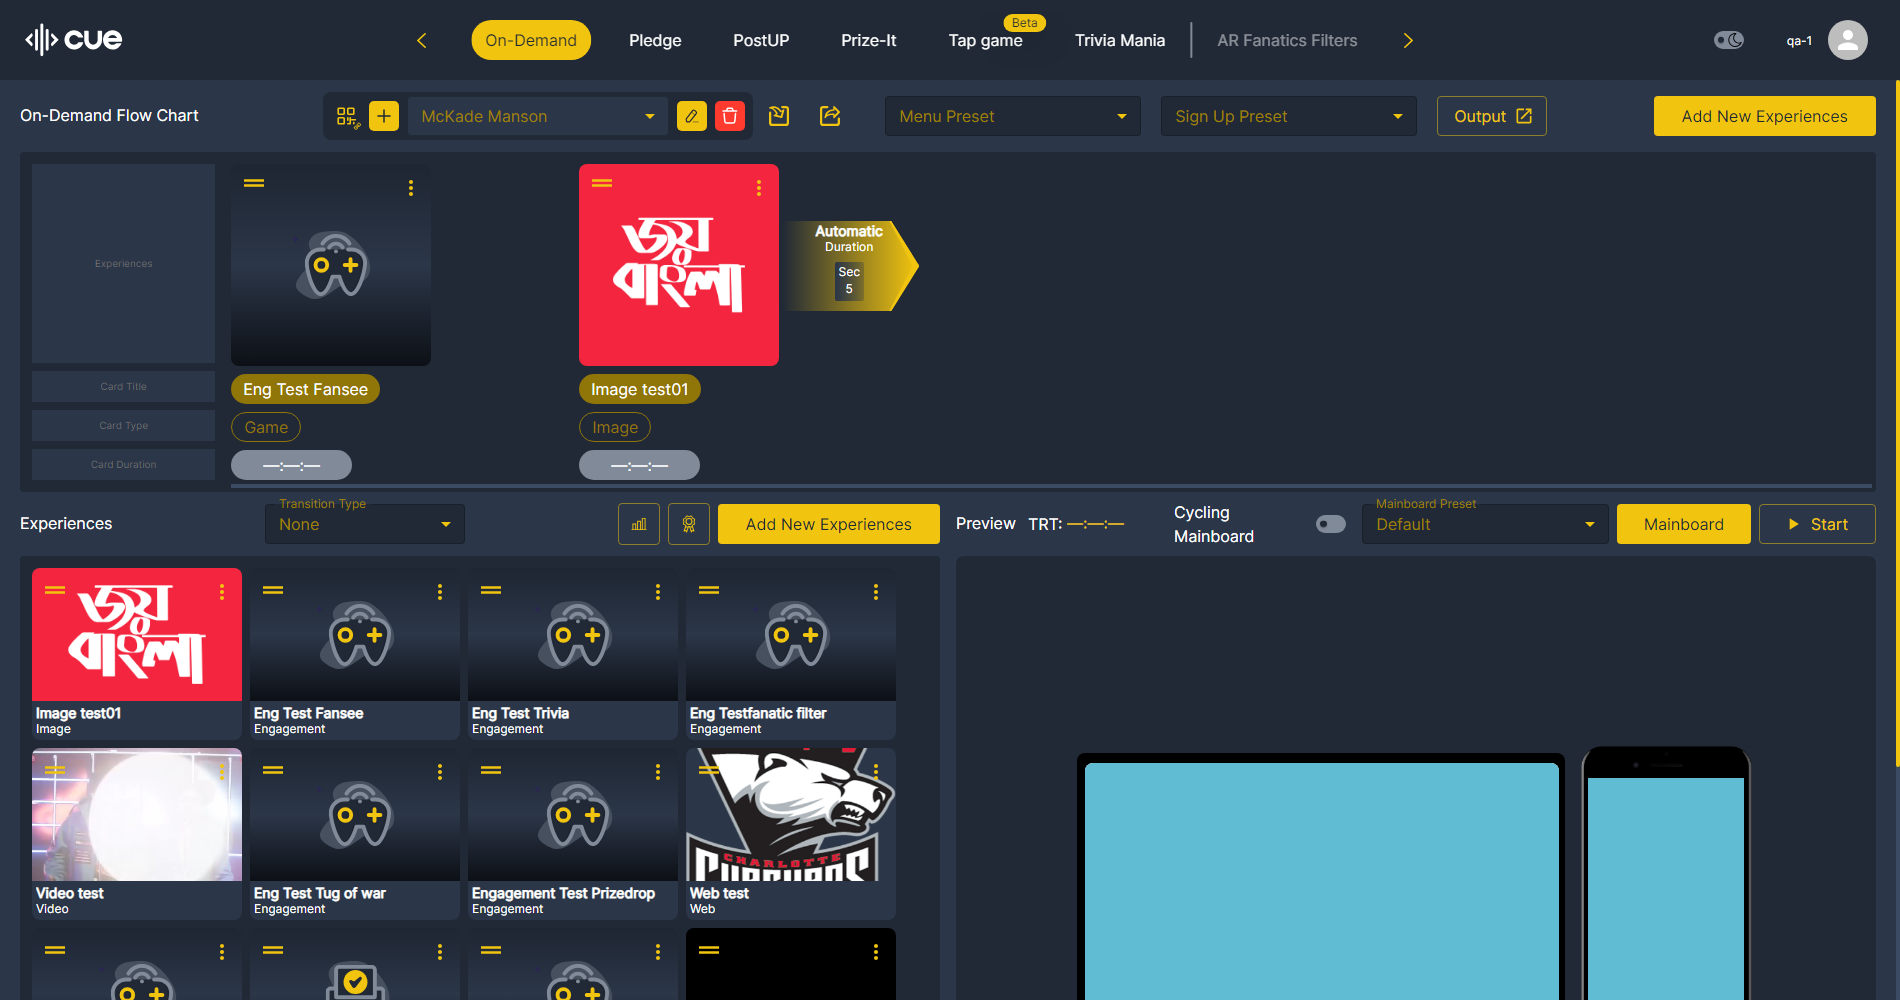 cue
On-Demand
Pledge
PostUP
Prize-It
Tap game
Beta
Trivia Mania
AR Fanatics Filters
qa-1
On-Demand Flow Chart
McKade Manson
Menu Preset
Sign Up Preset
Output
Add New Experiences
Experiences
Card Title
Card Type
Card Duration
Eng Test Fansee
Game
—:—:—
জয়
বাংলা
Image test01
Image
—:—:—
Automatic
Duration
Sec
5
Experiences
Transition Type
None
Add New Experiences
Preview
TRT: —:—:—
Cycling
Mainboard
Mainboard Preset
Default
Mainboard
Start
জয়
বাংলা
Image test01
Image
Eng Test Fansee
Engagement
Eng Test Trivia
Engagement
Eng Testfanatic filter
Engagement
Video test
Video
Eng Test Tug of war
Engagement
Engagement Test Prizedrop
Engagement
CHARLOTTE
Web test
Web